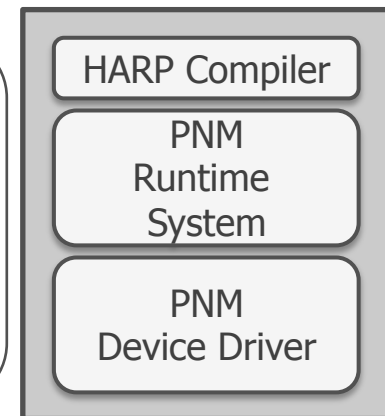 HARP Compiler
PNM
Runtime
System
PNM
Device Driver